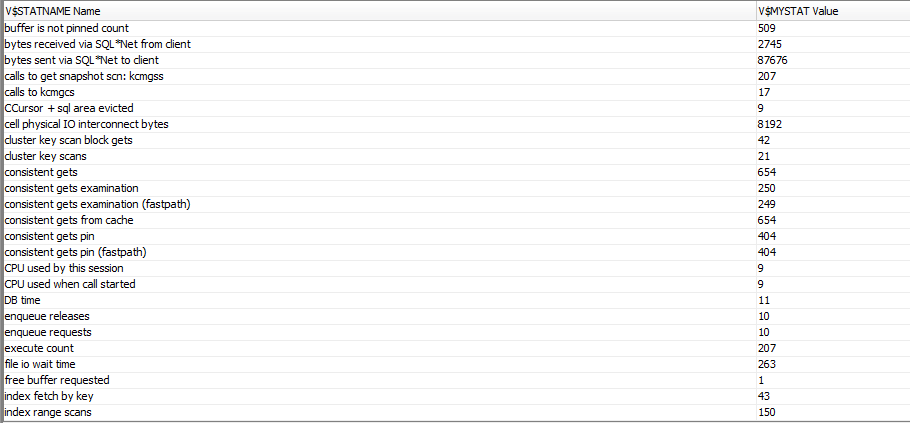 V$STATNAME Name V$MYSTAT Value
buffer is not pinned count 509
bytes received via SQL*Net from client 2745
bytes sent via SQL*Net to client 87676
calls to get snapshot scn: kcmgss 207
calls to kcmgcs 17
CCursor + sql area evicted 9
cell physical IO interconnect bytes 8192
cluster key scan block gets 42
cluster key scans 21
consistent gets 654
consistent gets examination 250
consistent gets examination (fastpath) 249
consistent gets from cache 654
consistent gets pin 404
consistent gets pin (fastpath) 404
CPU used by this session 9
CPU used when call started 9
DB time 11
enqueue releases 10
enqueue requests 10
execute count 207
file io wait time 263
free buffer requested 1
index fetch by key 43
index range scans 150